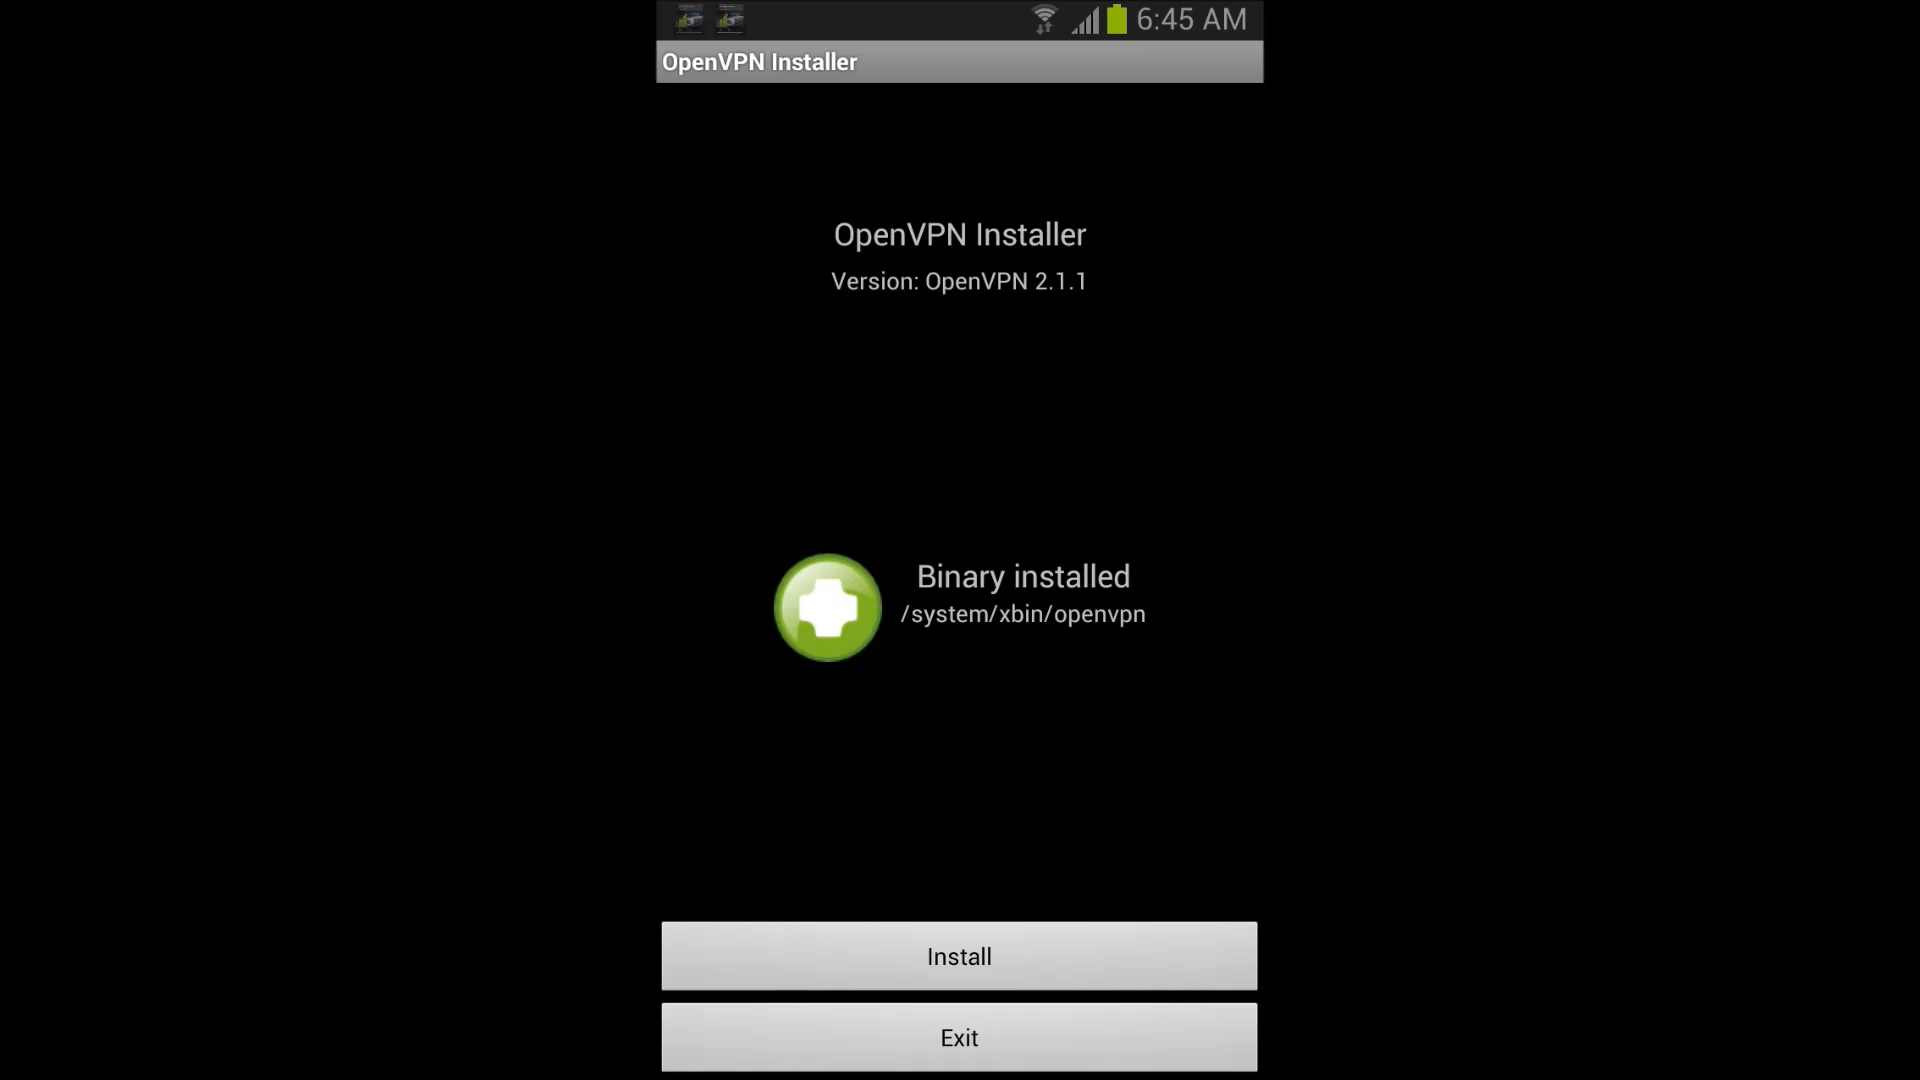 6:45 AM
OpenVPN Installer
OpenVPN Installer
Version: OpenVPN 2.1.1
Binary installed
/system/xbin/openvpn
Install
Exit